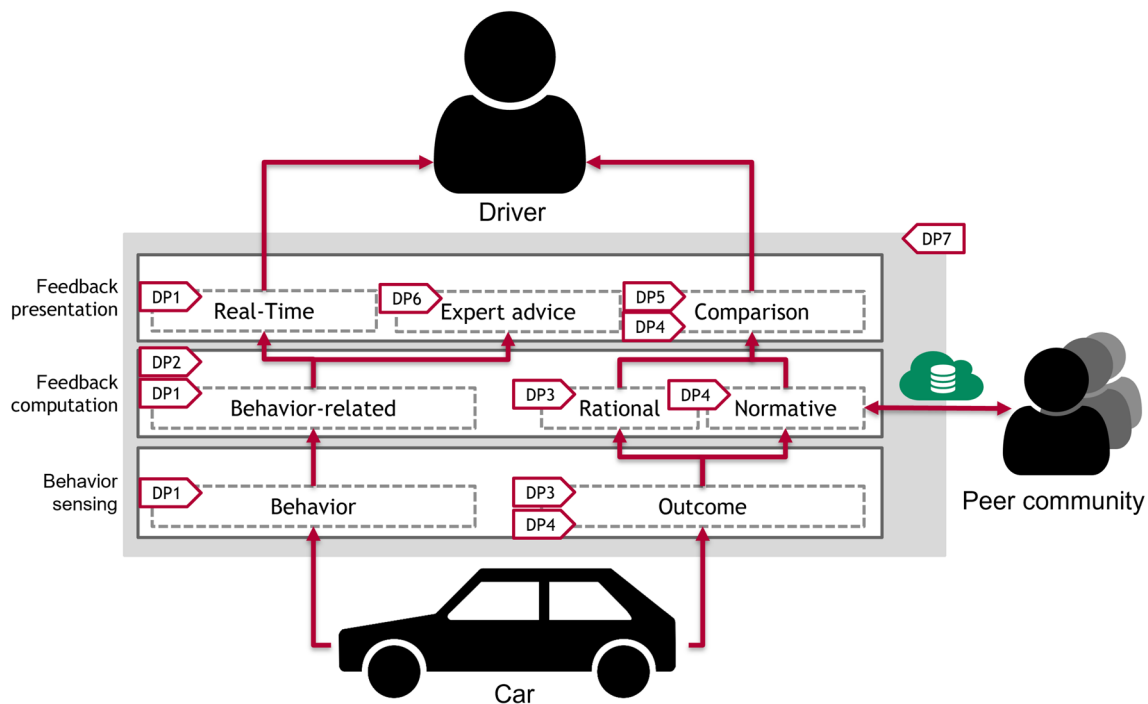 Driver
DP7
Feedback
presentation
DP1
Real-Time
DP6
Expert advice
DP5
DP4
Comparison
Feedback
computation
DP2
DP1
Behavior-related
DP3
Rational
DP4
Normative
Peer community
Behavior
sensing
DP1
Behavior
DP3
DP4
Outcome
Car